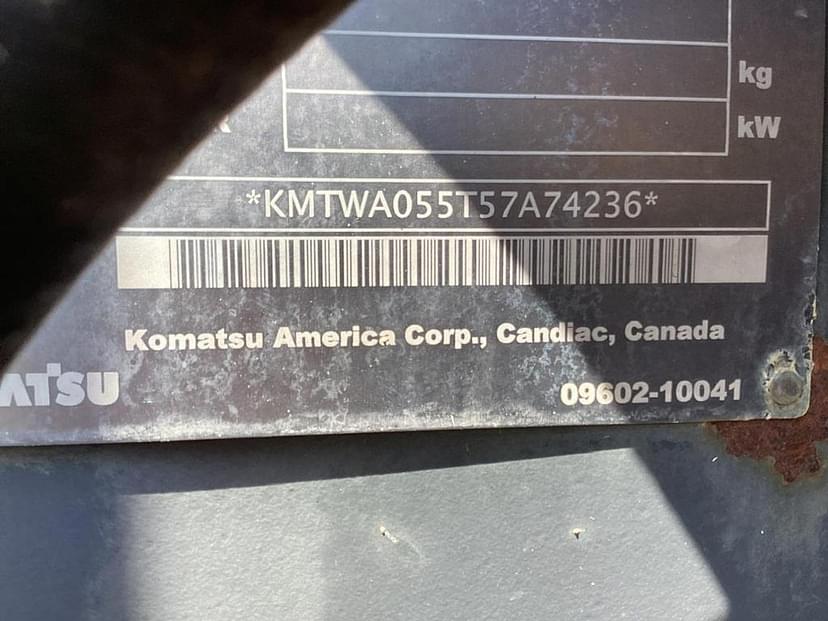 kg
kW
*KMTWA055T57A74236*
Komatsu America Corp., Candiac, Canada
ATSU
09602-10041